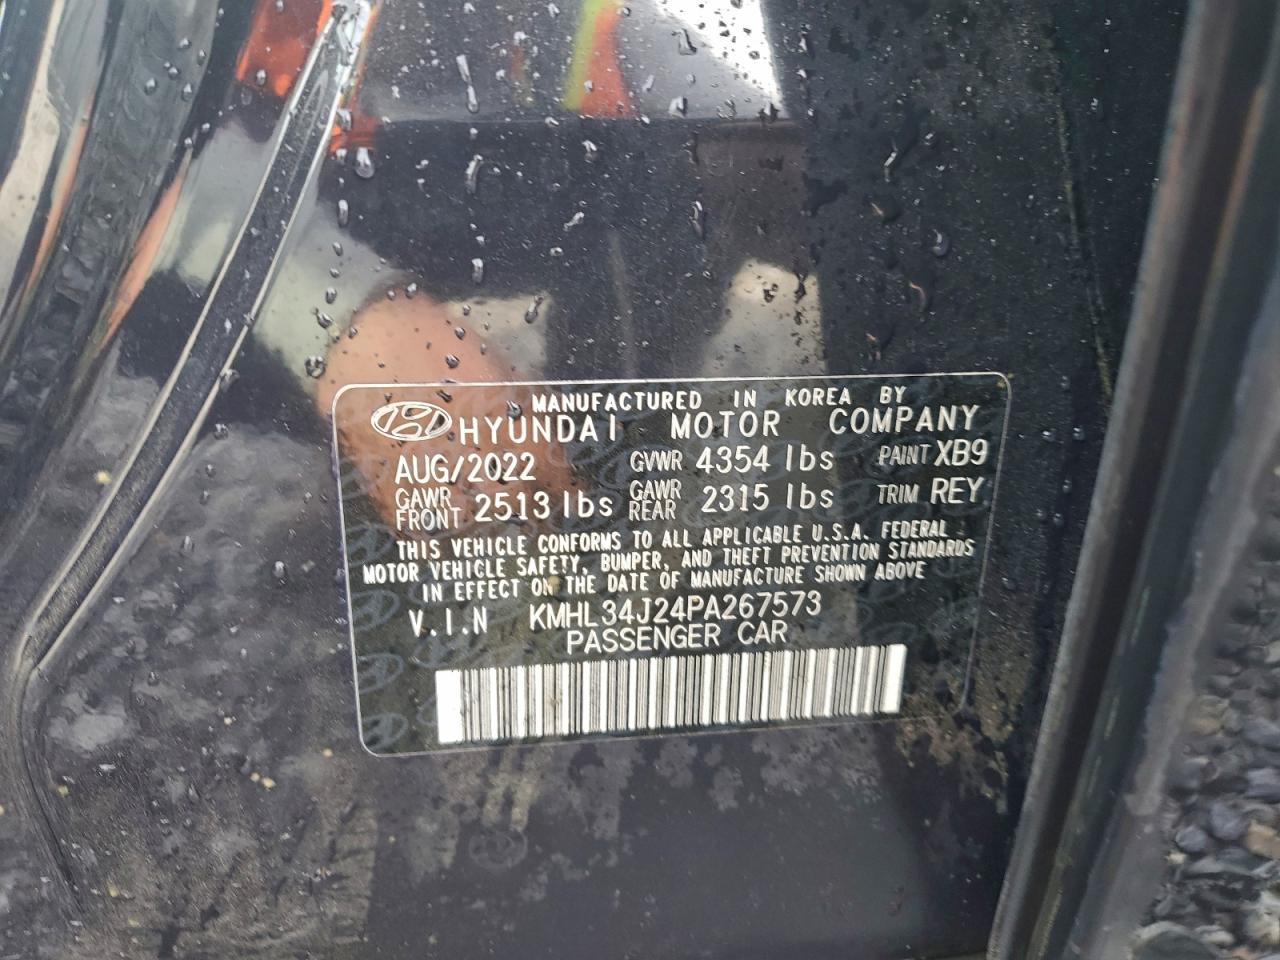 MANUFACTURED IN KOREA BY
HYUNDAI MOTOR COMPANY
AUG/2022 GVWR 4354 lbs PAINT XB9
GAWR FRONT 2513 lbs GAWR REAR 2315 lbs TRIM REY
THIS VEHICLE CONFORMS TO ALL APPLICABLE U.S.A. FEDERAL
MOTOR VEHICLE SAFETY, BUMPER, AND THEFT PREVENTION STANDARDS
IN EFFECT ON THE DATE OF MANUFACTURE SHOWN ABOVE
V.I.N KMHL34J24PA267573
PASSENGER CAR